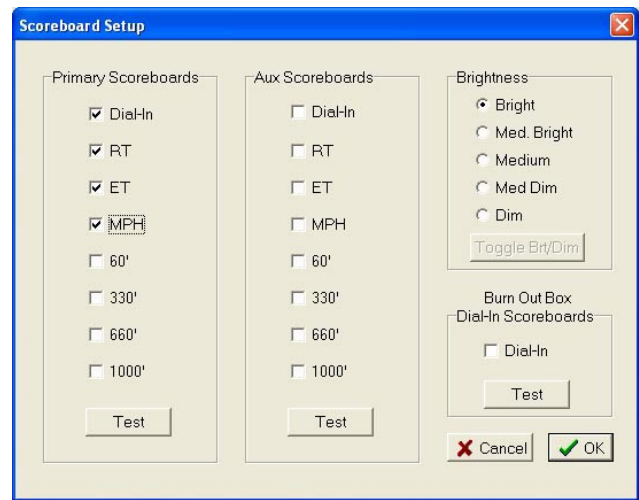 Scoreboard Setup
Primary Scoreboards
Dial-In
RT
ET
MPH
60'
330'
660'
1000'
Test
Aux Scoreboards
Dial-In
RT
ET
MPH
60'
330'
660'
1000'
Test
Brightness
Bright
Med. Bright
Medium
Med Dim
Dim
Toggle Brt/Dim
Burn Out Box
Dial-In Scoreboards
Dial-In
Test
Cancel
OK